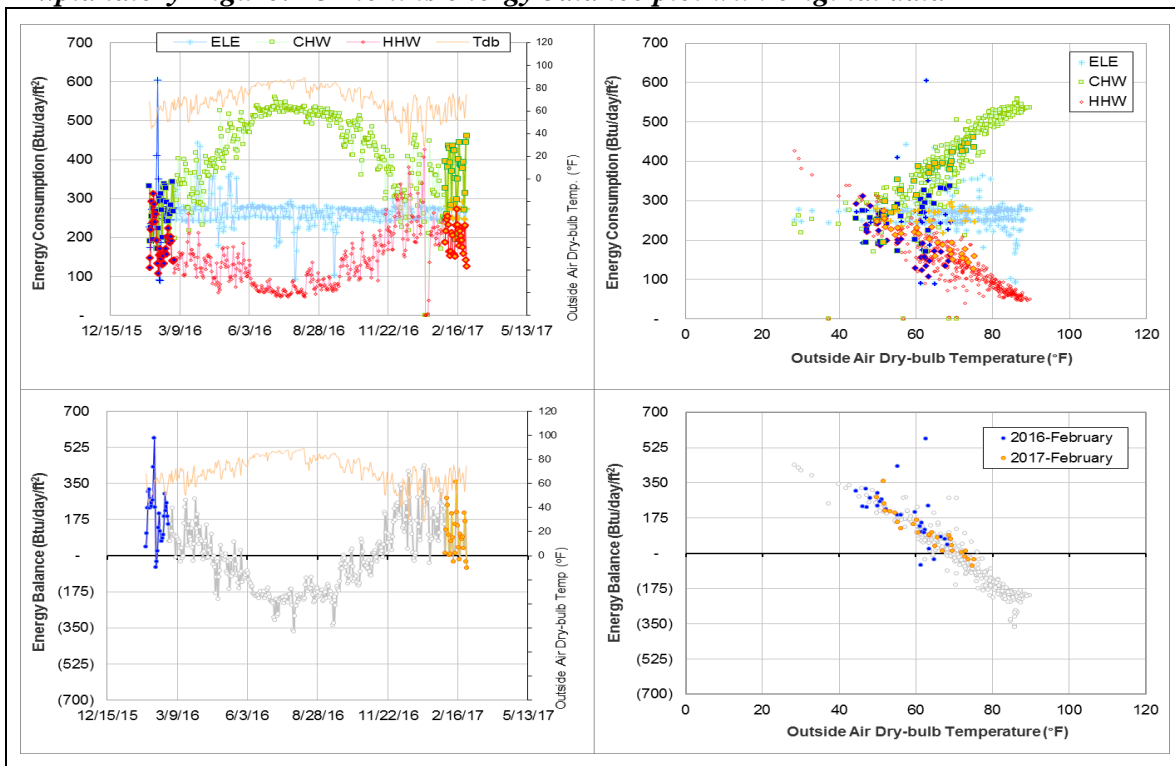 ELE CHW HHW Tdb
700
600
500
400
300
200
100
-
Energy Consumption (Btu/day/ft²)
120
100
80
60
40
20
0
Outside Air Dry-bulb Temp. (°F)
12/15/15 3/9/16 6/3/16 8/28/16 11/22/16 2/16/17 5/13/17
700
600
500
400
300
200
100
-
Energy Consumption (Btu/day/ft²)
ELE
CHW
HHW
0 20 40 60 80 100 120
Outside Air Dry-bulb Temperature (°F)
700
525
350
175
-
(175)
(350)
(525)
(700)
Energy Balance (Btu/day/ft²)
120
100
80
60
40
20
0
Outside Air Dry-bulb Temp (°F)
12/15/15 3/9/16 6/3/16 8/28/16 11/22/16 2/16/17 5/13/17
700
525
350
175
-
(175)
(350)
(525)
(700)
Energy Balance (Btu/day/ft²)
2016-February
2017-February
0 20 40 60 80 100 120
Outside Air Dry-bulb Temperature (°F)